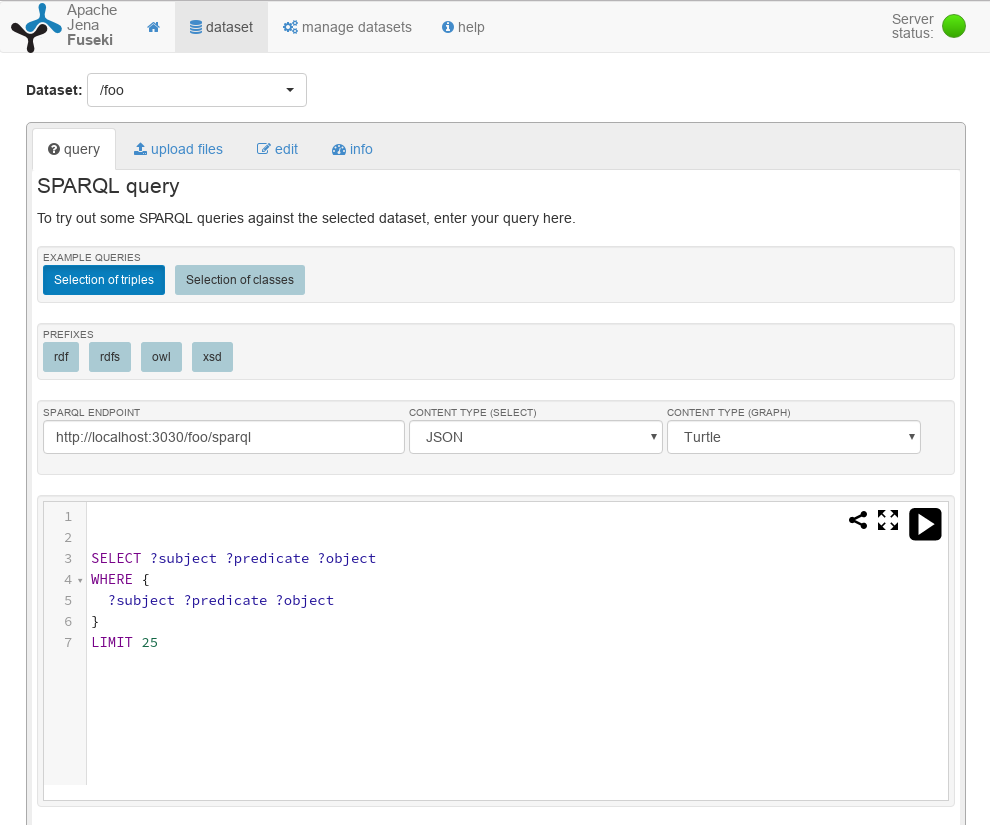 Apache
Jena
Fuseki
dataset
manage datasets
help
Server
status:
Dataset: /foo
query
upload files
edit
info
SPARQL query
To try out some SPARQL queries against the selected dataset, enter your query here.
EXAMPLE QUERIES
Selection of triples
Selection of classes
PREFIXES
rdf
rdfs
owl
xsd
SPARQL ENDPOINT
CONTENT TYPE (SELECT)
CONTENT TYPE (GRAPH)
http://localhost:3030/foo/sparql
JSON
Turtle
1
2
3 SELECT ?subject ?predicate ?object
4 WHERE {
5 ?subject ?predicate ?object
6 }
7 LIMIT 25